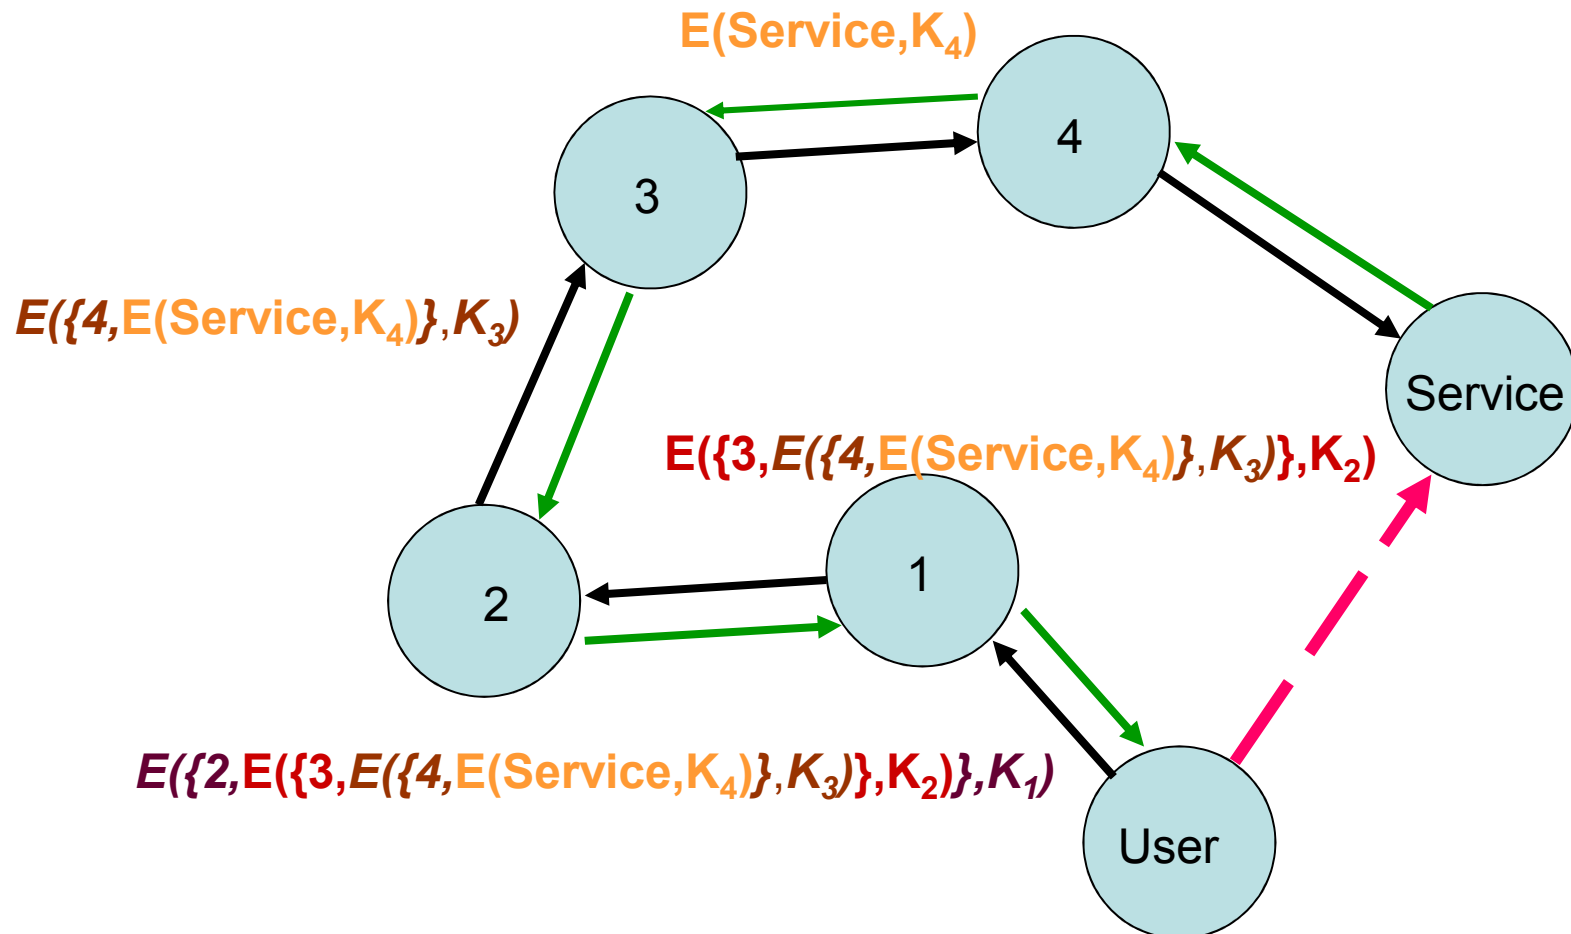 E(Service,K₄)
4
3
E({4,E(Service,K₄)},K₃)
Service
E({3,E({4,E(Service,K₄)},K₃)},K₂)
1
2
E({2,E({3,E({4,E(Service,K₄)},K₃)},K₂)},K₁)
User